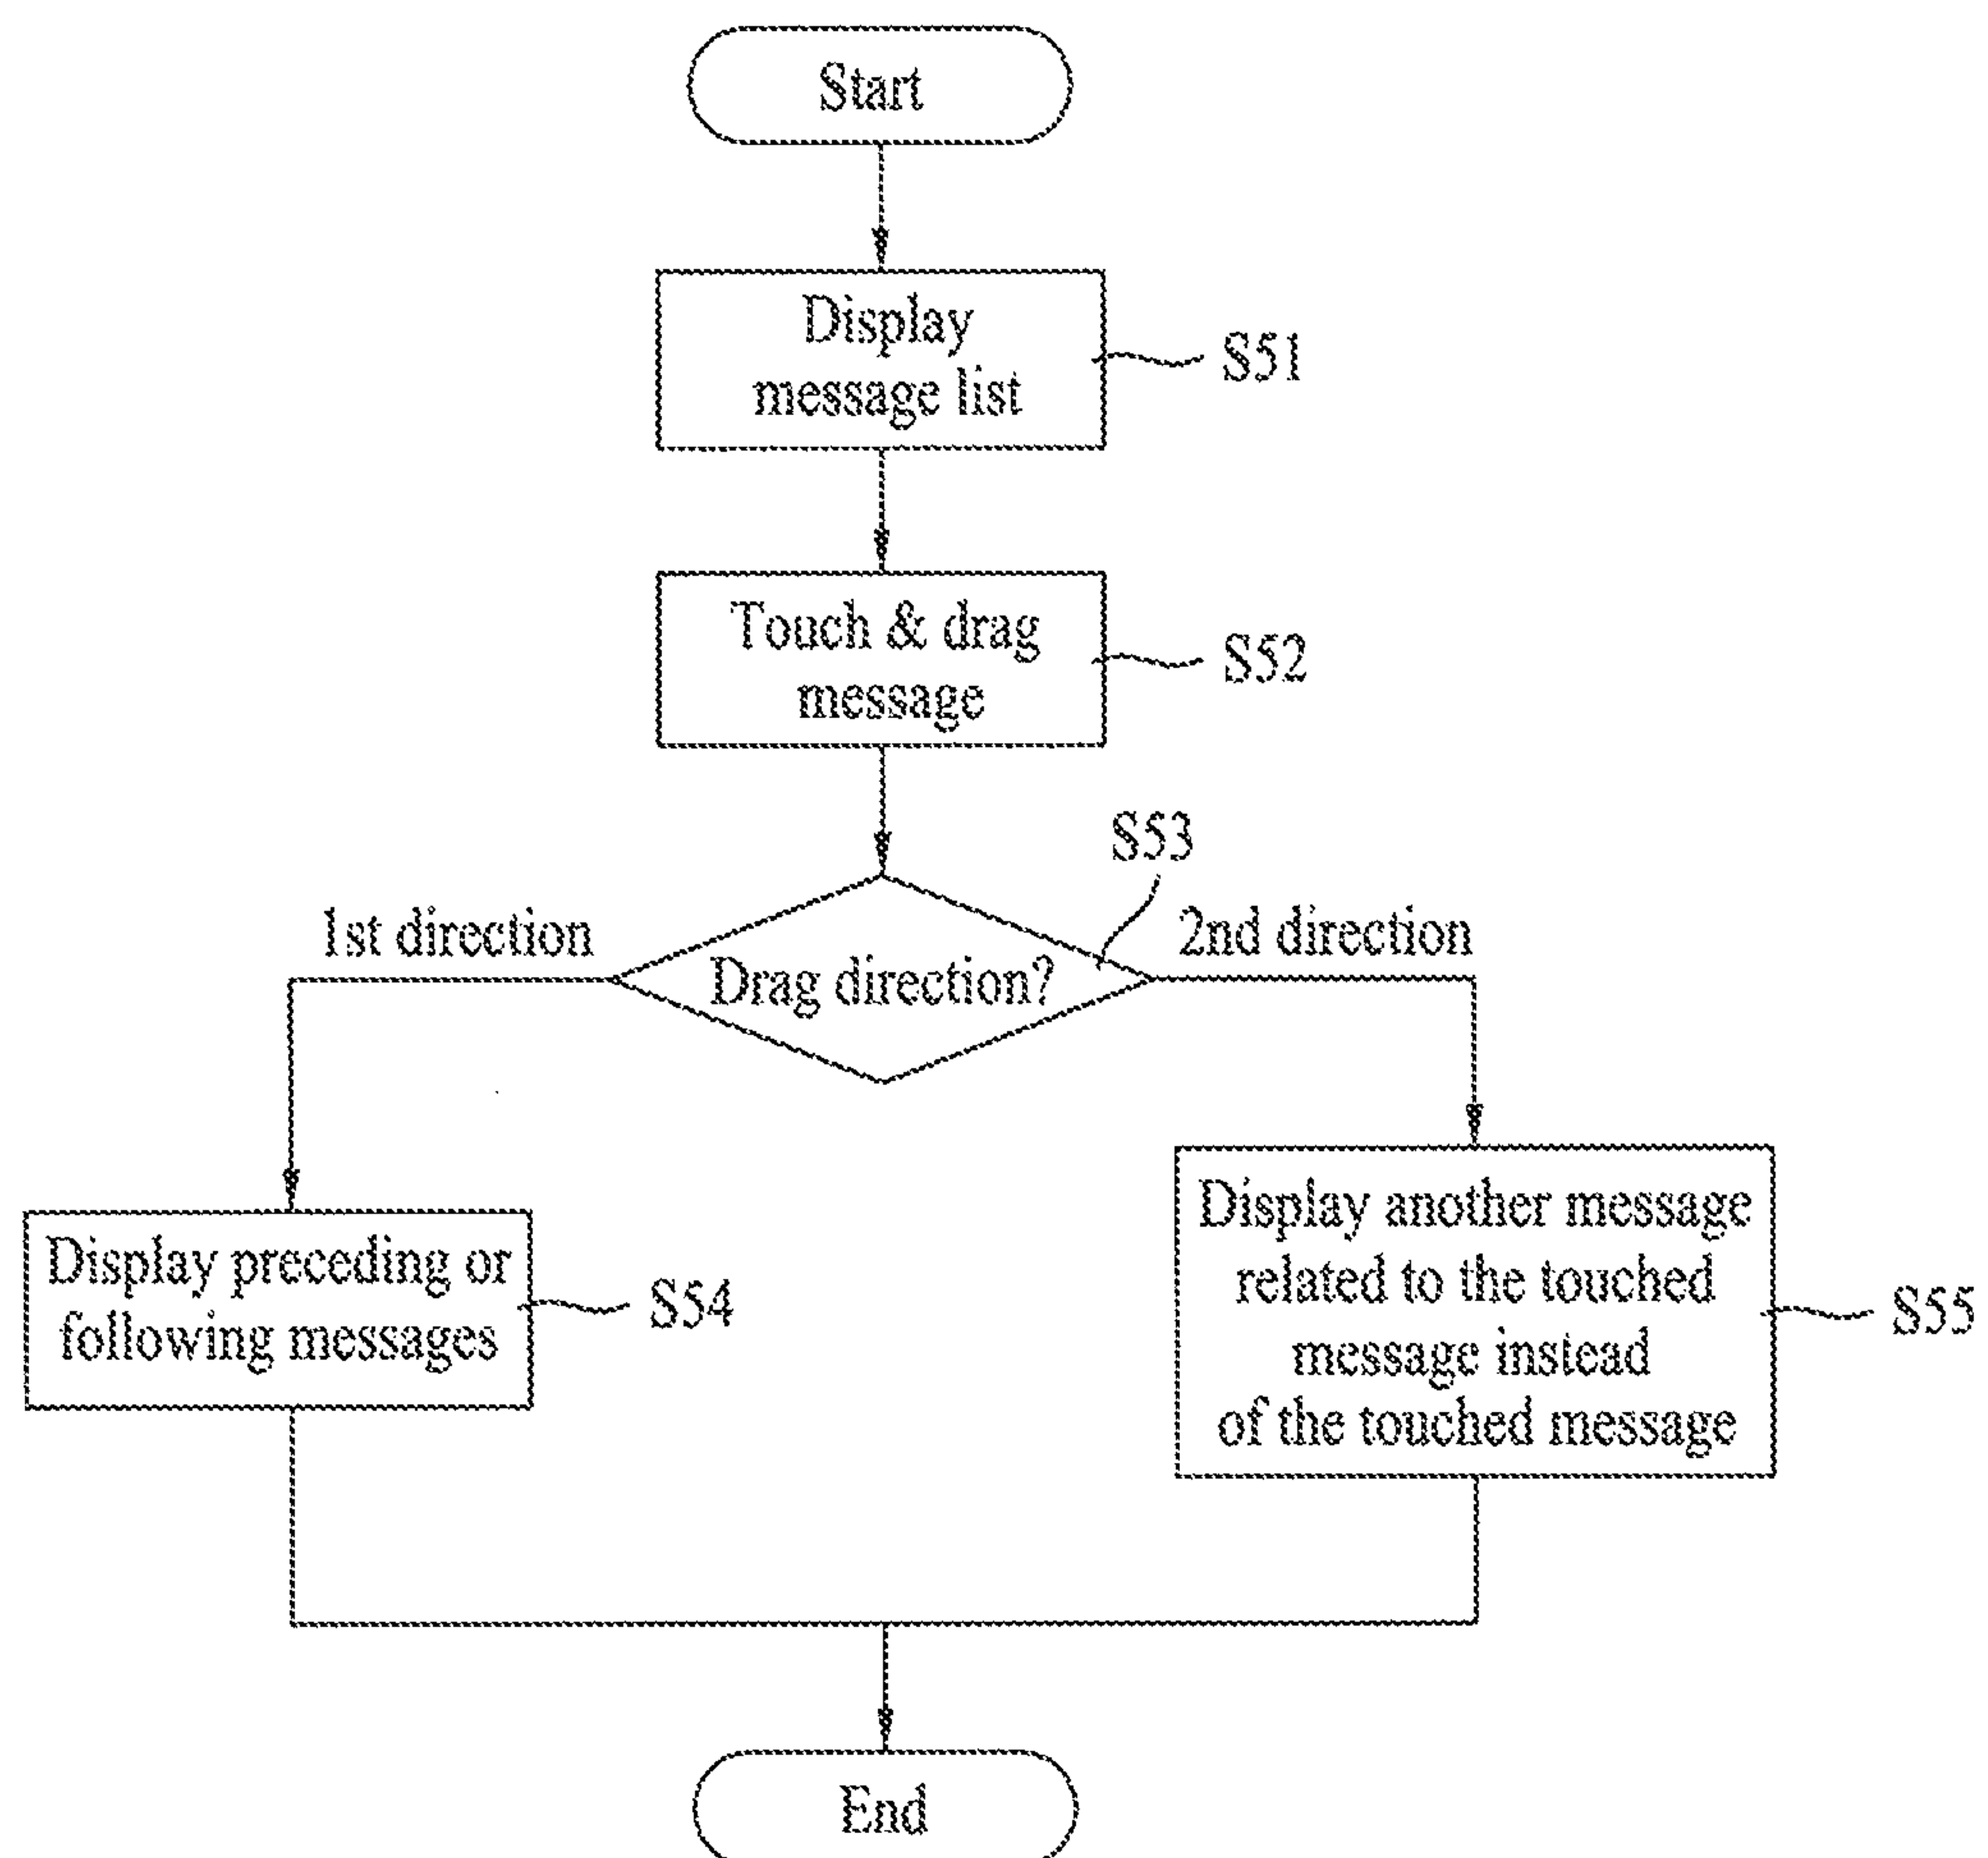 Start
Display
message list
S51
Touch & drag
message
S52
S53
1st direction
2nd direction
Drag direction?
Display preceding or
following messages
S54
Display another message
related to the touched
message instead
of the touched message
S55
End